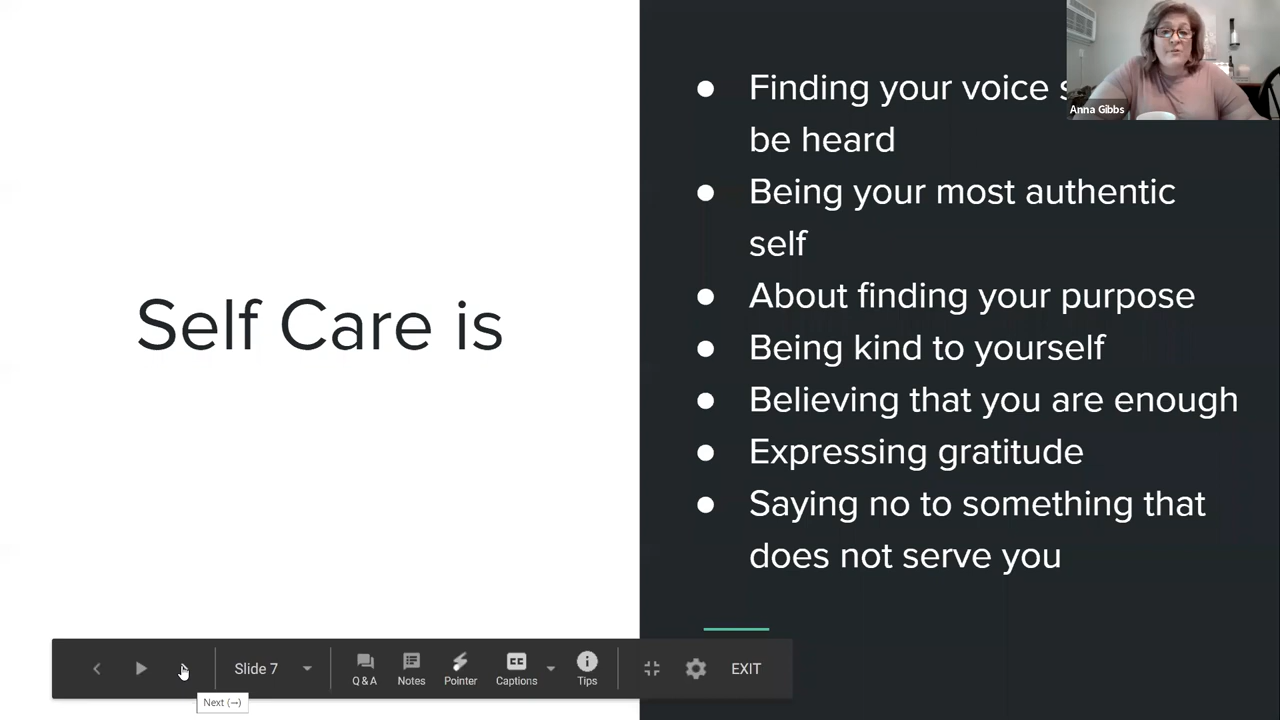 Self Care is
● Finding your voice
be heard
● Being your most authentic
self
● About finding your purpose
● Being kind to yourself
● Believing that you are enough
● Expressing gratitude
● Saying no to something that
does not serve you
Anna Gibbs
Slide 7
Q & A
Notes
Pointer
CC
Captions
Tips
EXIT
Next (→)